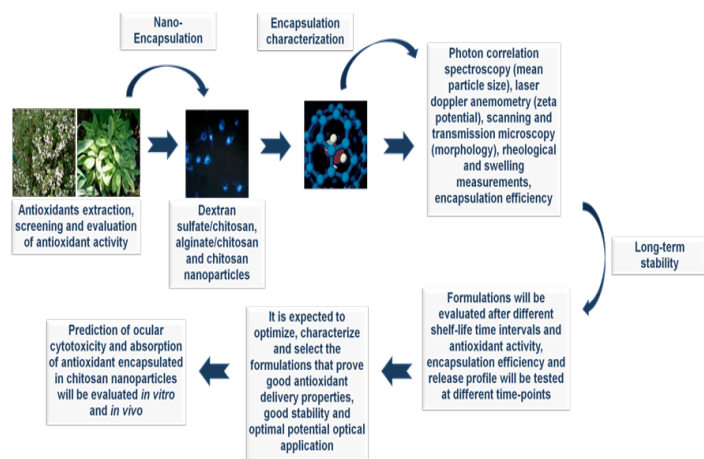 Nano-
Encapsulation
Encapsulation
characterization
Photon correlation
spectroscopy (mean
particle size), laser
doppler anemometry (zeta
potential), scanning and
transmission microscopy
(morphology), rheological
and swelling
measurements,
encapsulation efficiency
Antioxidants extraction,
screening and evaluation
of antioxidant activity
Dextran
sulfate/chitosan,
alginate/chitosan
and chitosan
nanoparticles
Long-term
stability
Formulations will be
evaluated after different
shelf-life time intervals and
antioxidant activity,
encapsulation efficiency and
release profile will be tested
at different time-points
It is expected to
optimize, characterize
and select the
formulations that prove
good antioxidant
delivery properties,
good stability and
optimal potential optical
application
Prediction of ocular
cytotoxicity and absorption
of antioxidant encapsulated
in chitosan nanoparticles
will be evaluated in vitro
and in vivo